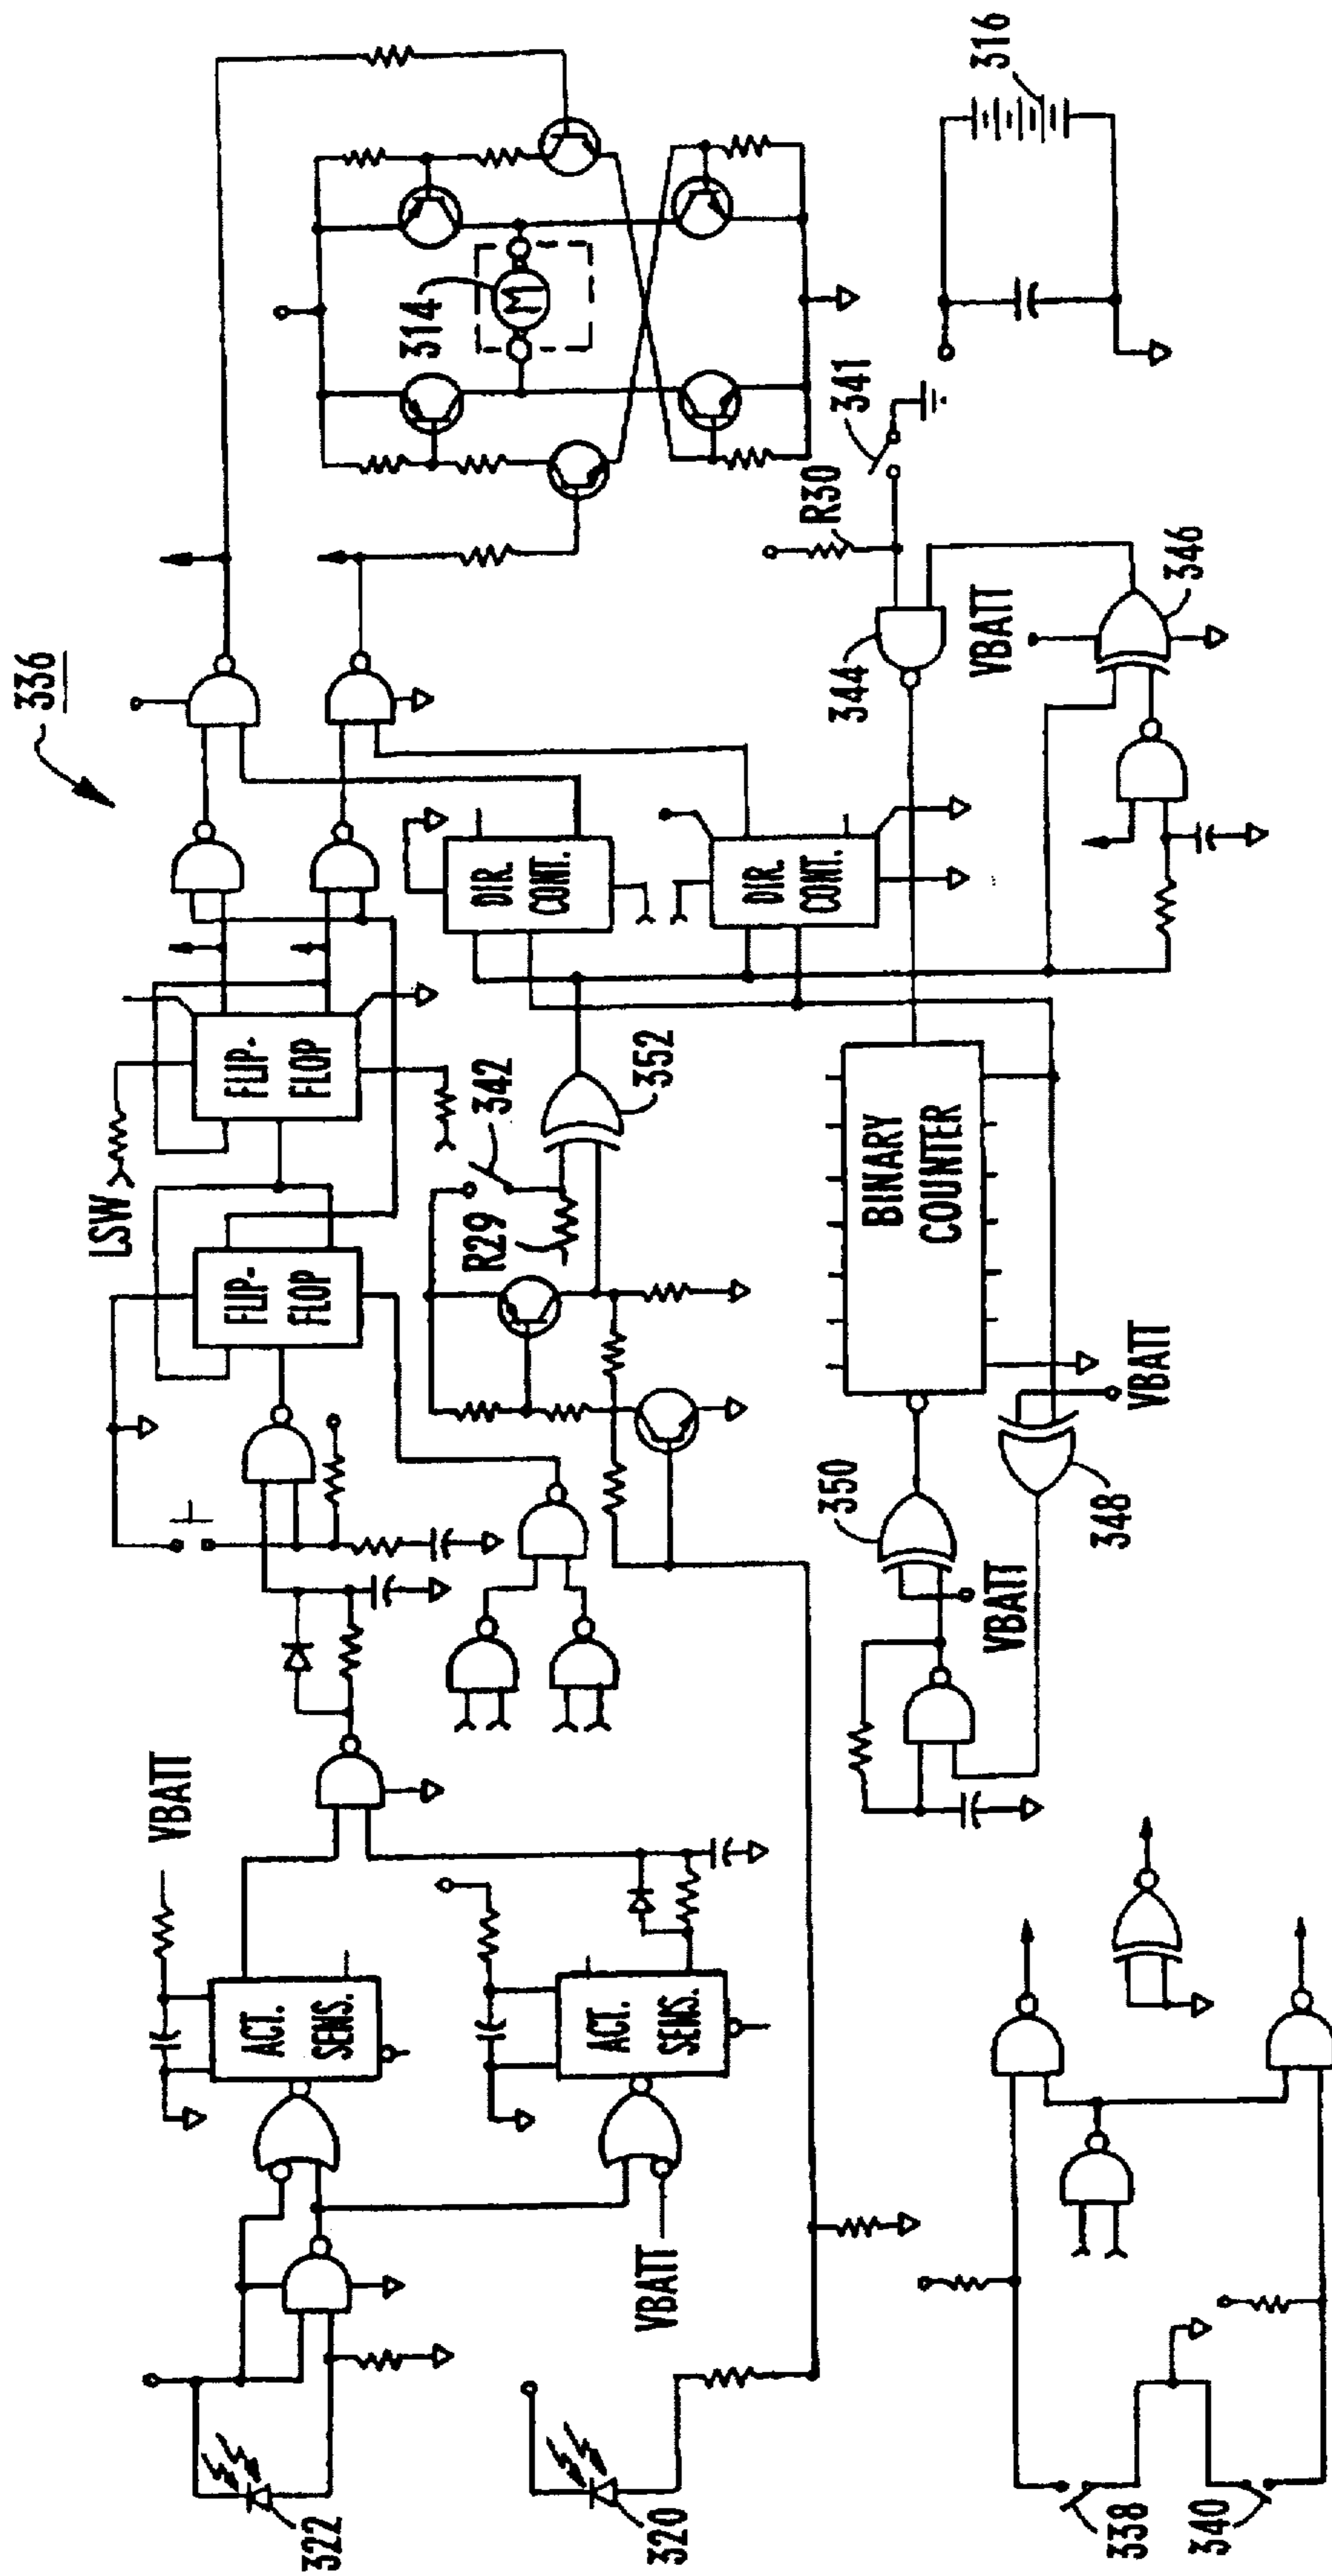 336
LSW
FLIP-
FLOP
FLIP-
FLOP
VBATT
ACT.
SENS.
ACT.
SENS.
VBATT
322
320
314
M
DIR.
CONT.
DIR.
CONT.
342
R29
352
341
R30
344
VBATT
346
316
BINARY
COUNTER
350
VBATT
348
VBATT
338
340